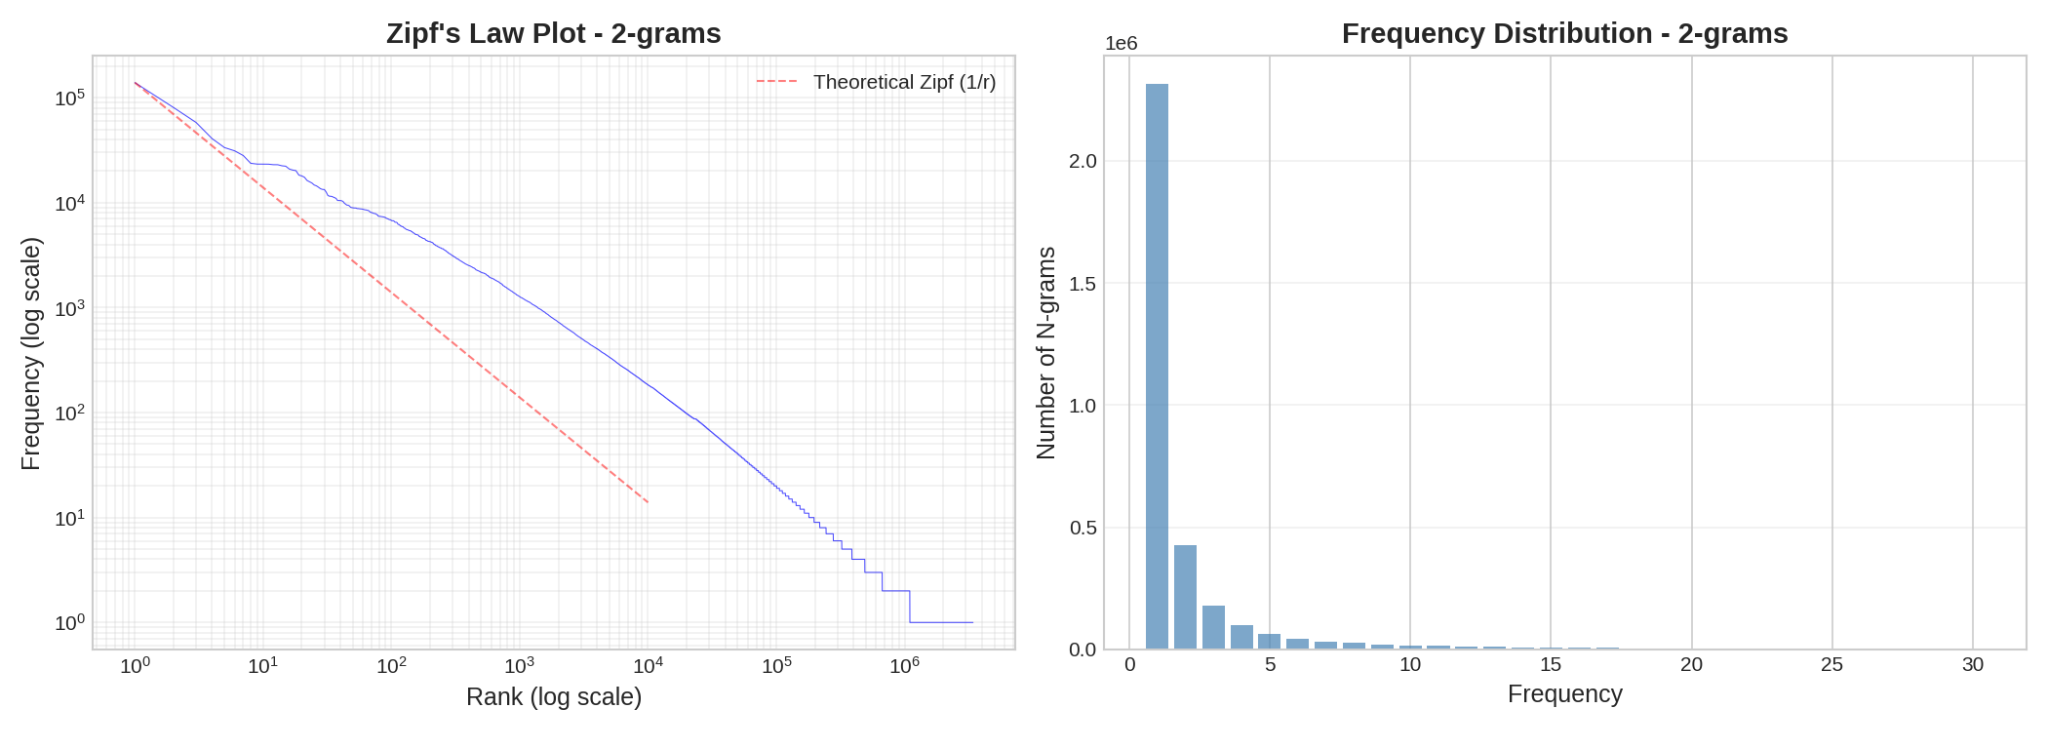 Zipf's Law Plot - 2-grams
Theoretical Zipf (1/r)
Frequency (log scale)
10^5
10^4
10^3
10^2
10^1
10^0
10^0 10^1 10^2 10^3 10^4 10^5 10^6
Rank (log scale)
Frequency Distribution - 2-grams
1e6
Number of N-grams
2.0
1.5
1.0
0.5
0.0
0 5 10 15 20 25 30
Frequency